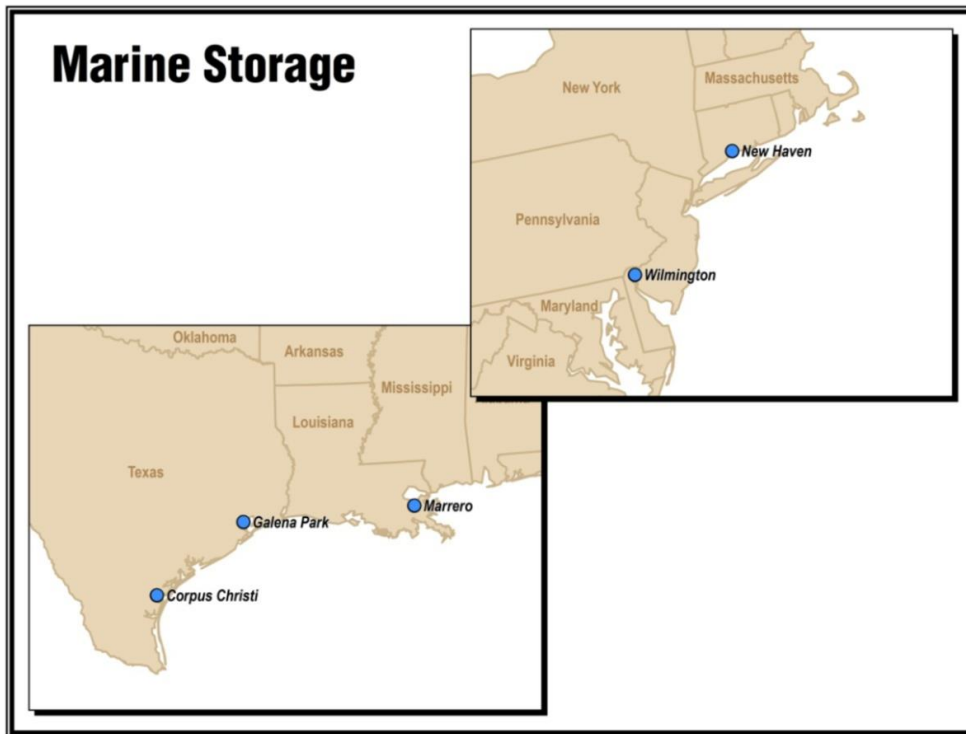 Marine Storage
New York
Massachusetts
New Haven
Pennsylvania
Wilmington
Maryland
Virginia
Oklahoma
Arkansas
Mississippi
Louisiana
Texas
Marrero
Galena Park
Corpus Christi